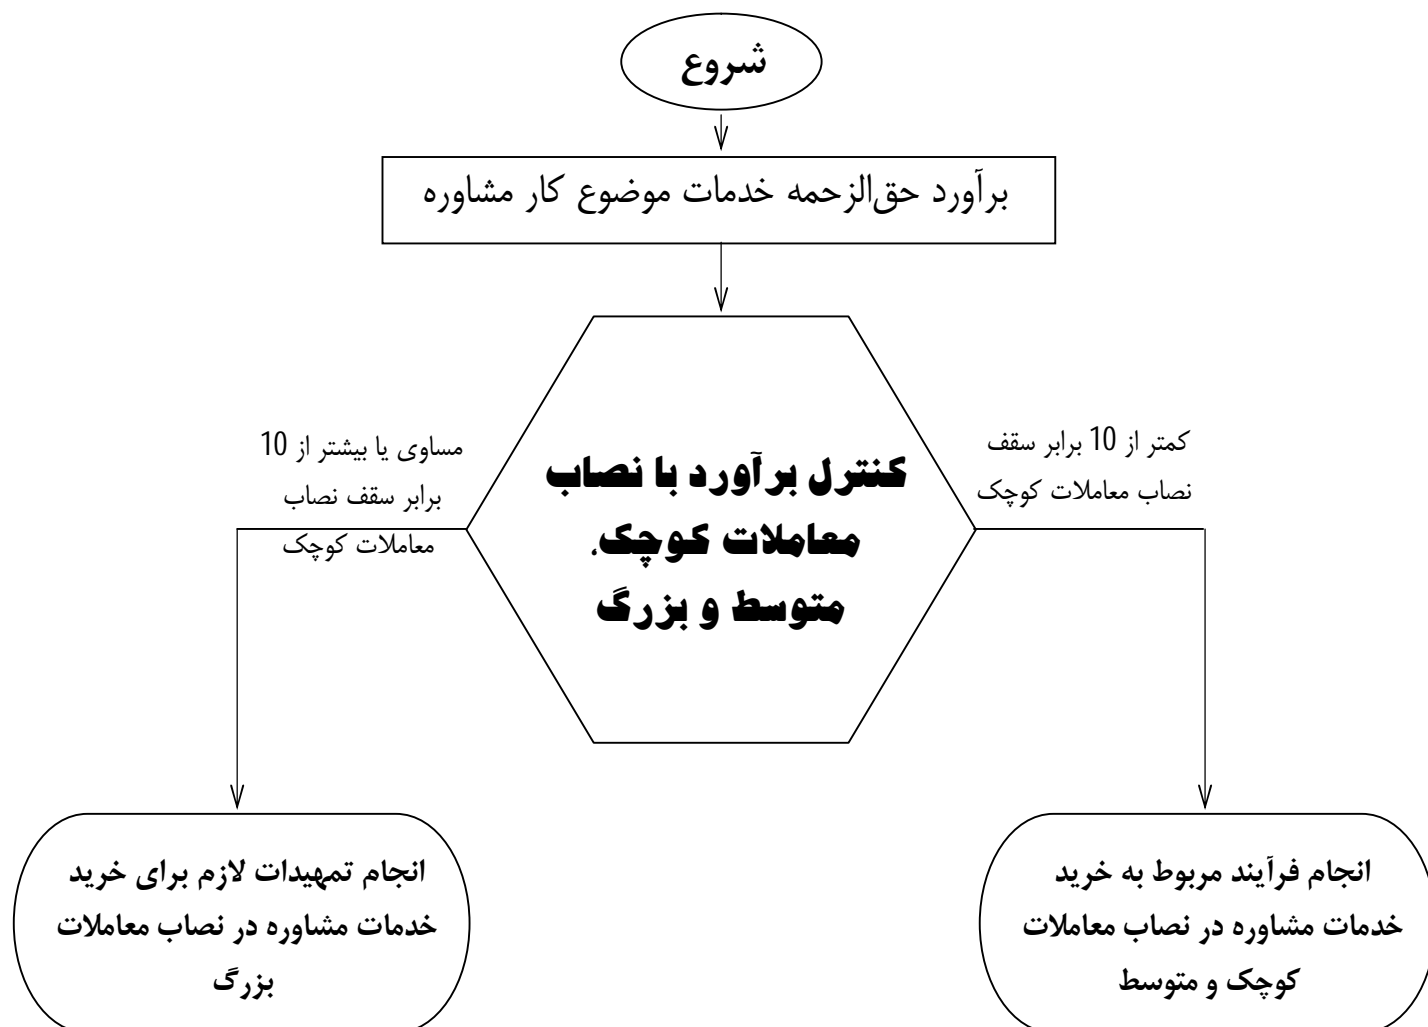 شروع
برآورد حق‌الزحمه خدمات موضوع کار مشاوره
کمتر از 10 برابر سقف
نصاب معاملات کوچک
مساوی یا بیشتر از 10
برابر سقف نصاب
معاملات کوچک
کنترل برآورد با نصاب
معاملات کوچک،
متوسط و بزرگ
انجام فرآیند مربوط به خرید
خدمات مشاوره در نصاب معاملات
کوچک و متوسط
انجام تمهیدات لازم برای خرید
خدمات مشاوره در نصاب معاملات
بزرگ